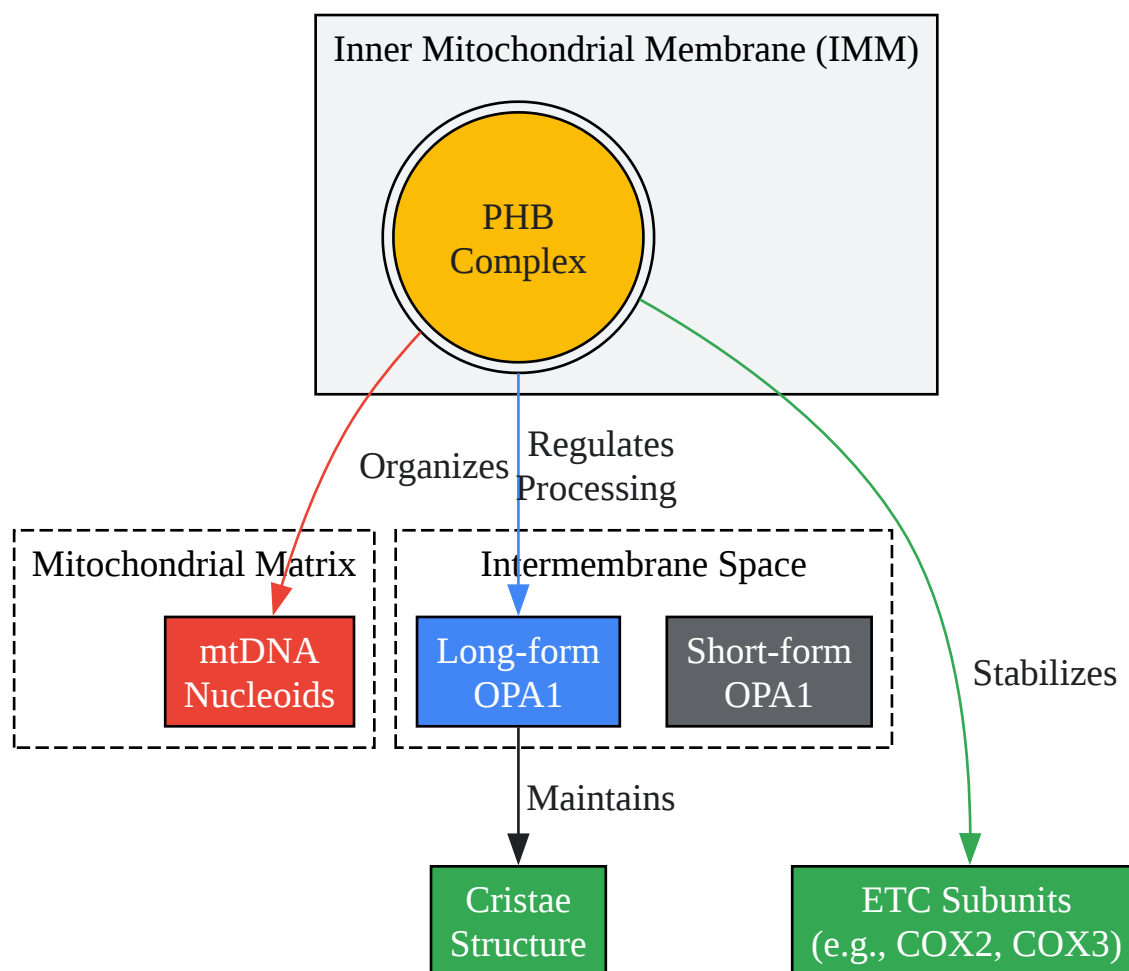 Inner Mitochondrial Membrane (IMM)
PHB
Complex
Organizes
Regulates
Processing
Mitochondrial Matrix
Intermembrane Space
mtDNA
Nucleoids
Long-form
OPA1
Short-form
OPA1
Stabilizes
Maintains
Cristae
Structure
ETC Subunits
(e.g., COX2, COX3)